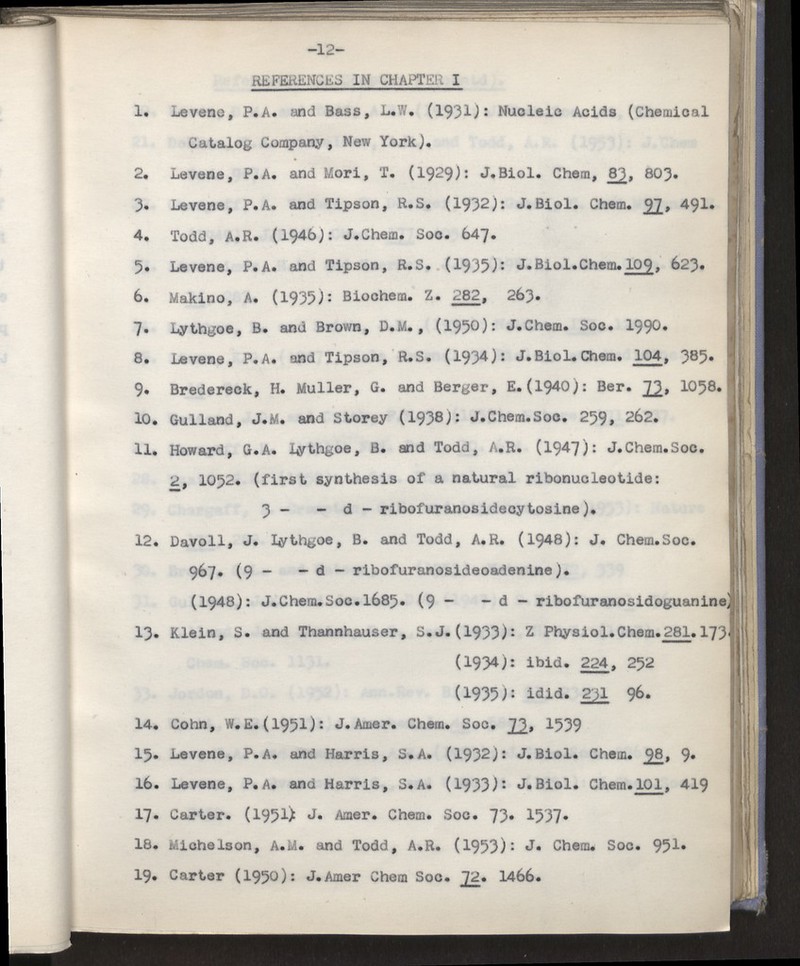 -12-
REFERENCES IN CHAPTER I
1. Levene, P.A. and Bass, L.W. (1931): Nucleic Acids (Chemical
Catalog Company, New York).
2. Levene, P.A. and Mori, T. (1929): J.Biol. Chem, 83, 803.
3. Levene, P.A. and Tipson, R.S. (1932): J.Biol. Chem. 97, 491.
4. Todd, A.R. (1946): J.Chem. Soc. 647.
5. Levene, P.A. and Tipson, R.S. (1935): J.Biol.Chem.109, 623.
6. Makino, A. (1935): Biochem. Z. 282, 263.
7. Lythgoe, B. and Brown, D.M., (1950): J.Chem. Soc. 1990.
8. Levene, P.A. and Tipson, R.S. (1934): J.Biol.Chem. 104, 385.
9. Bredereck, H. Muller, G. and Berger, E.(1940): Ber. 73, 1058.
10. Gulland, J.M. and Storey (1938): J.Chem.Soc. 259, 262.
11. Howard, G.A. Lythgoe, B. and Todd, A.R. (1947): J.Chem.Soc.
2, 1052. (first synthesis of a natural ribonucleotide:
3 - - d - ribofuranosidecytosine).
12. Davoll, J. Lythgoe, B. and Todd, A.R. (1948): J. Chem.Soc.
967. (9 - - d - ribofuranosideoadenine).
(1948): J.Chem.Soc.1685. (9 - - d - ribofuranosidoguanine)
13. Klein, S. and Thannhauser, S.J.(1933): Z Physiol.Chem.281.173.
(1934): ibid. 224, 252
(1935): idid. 231 96.
14. Cohn, W.E.(1951): J.Amer. Chem. Soc. 73, 1539
15. Levene, P.A. and Harris, S.A. (1932): J.Biol. Chem. 98, 9.
16. Levene, P.A. and Harris, S.A. (1933): J.Biol. Chem.101, 419
17. Carter. (1951): J. Amer. Chem. Soc. 73. 1537.
18. Michelson, A.M. and Todd, A.R. (1953): J. Chem. Soc. 951.
19. Carter (1950): J.Amer Chem Soc. 72. 1466.